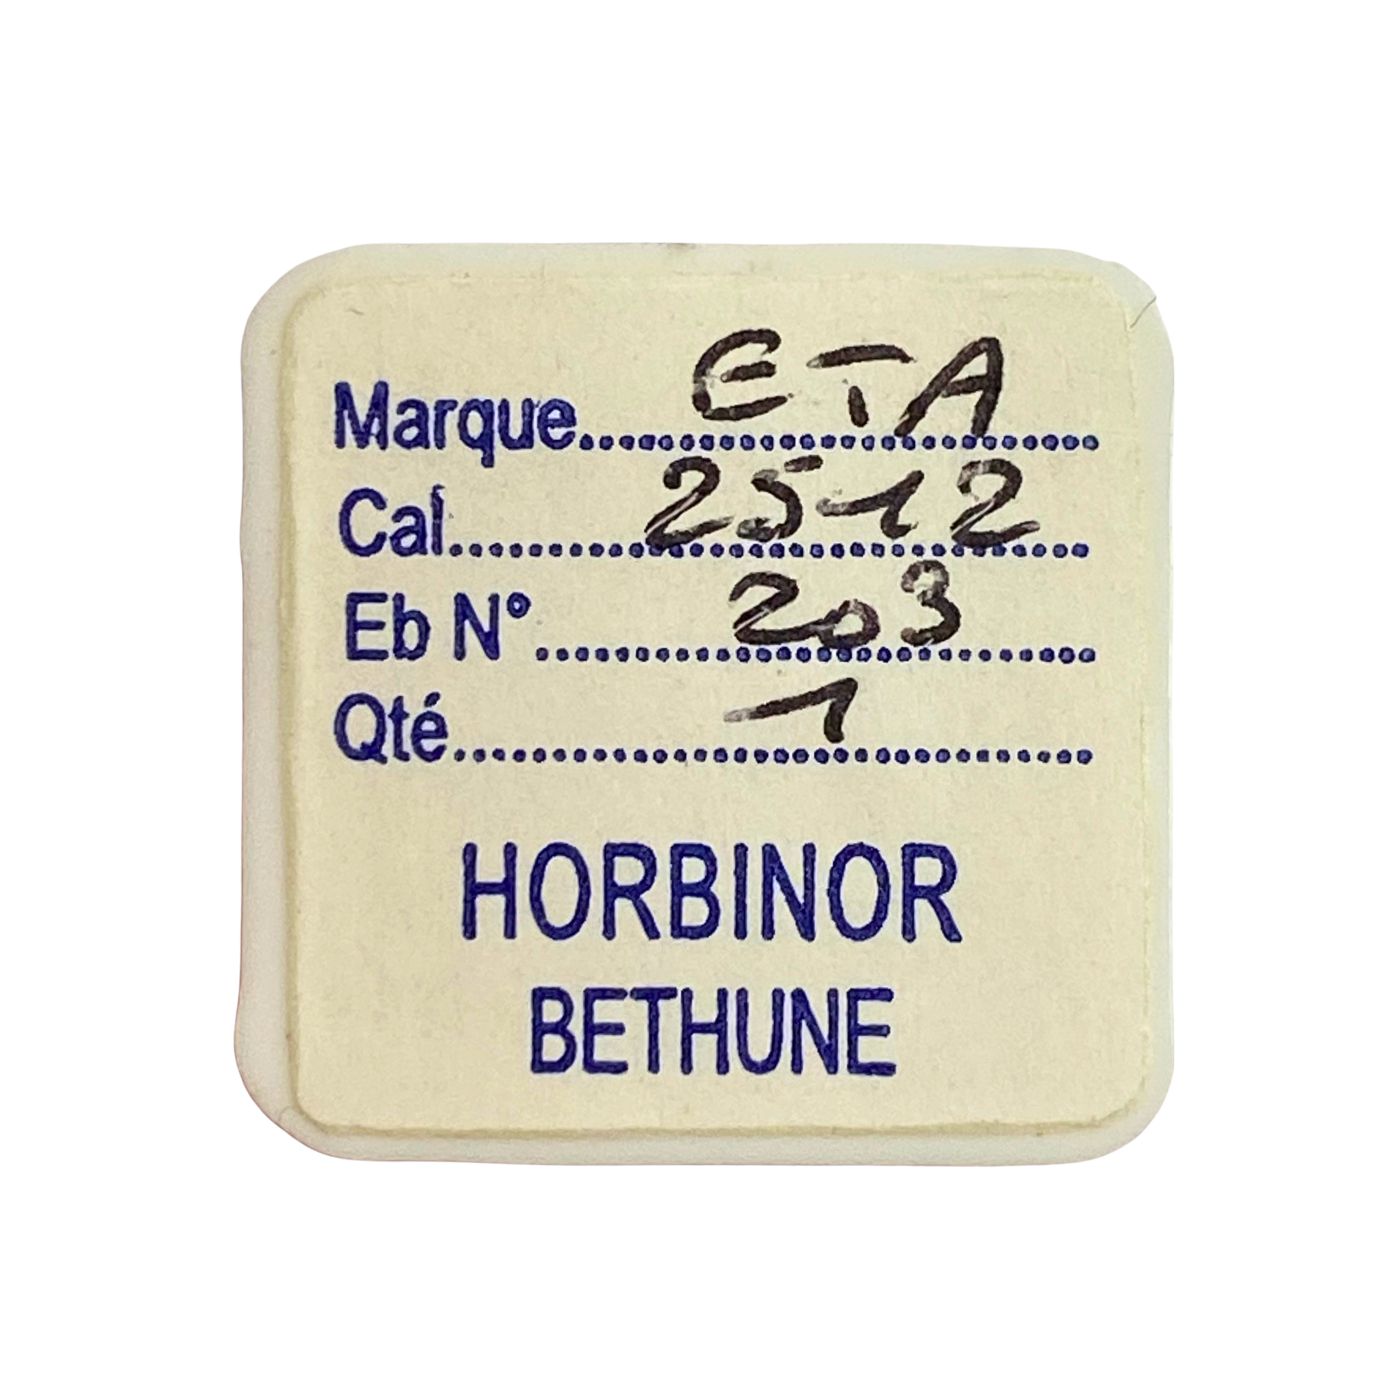 Marque.......ETA
Cal.......2512
Eb N°.......203
Qté.......1
HORBINOR
BETHUNE